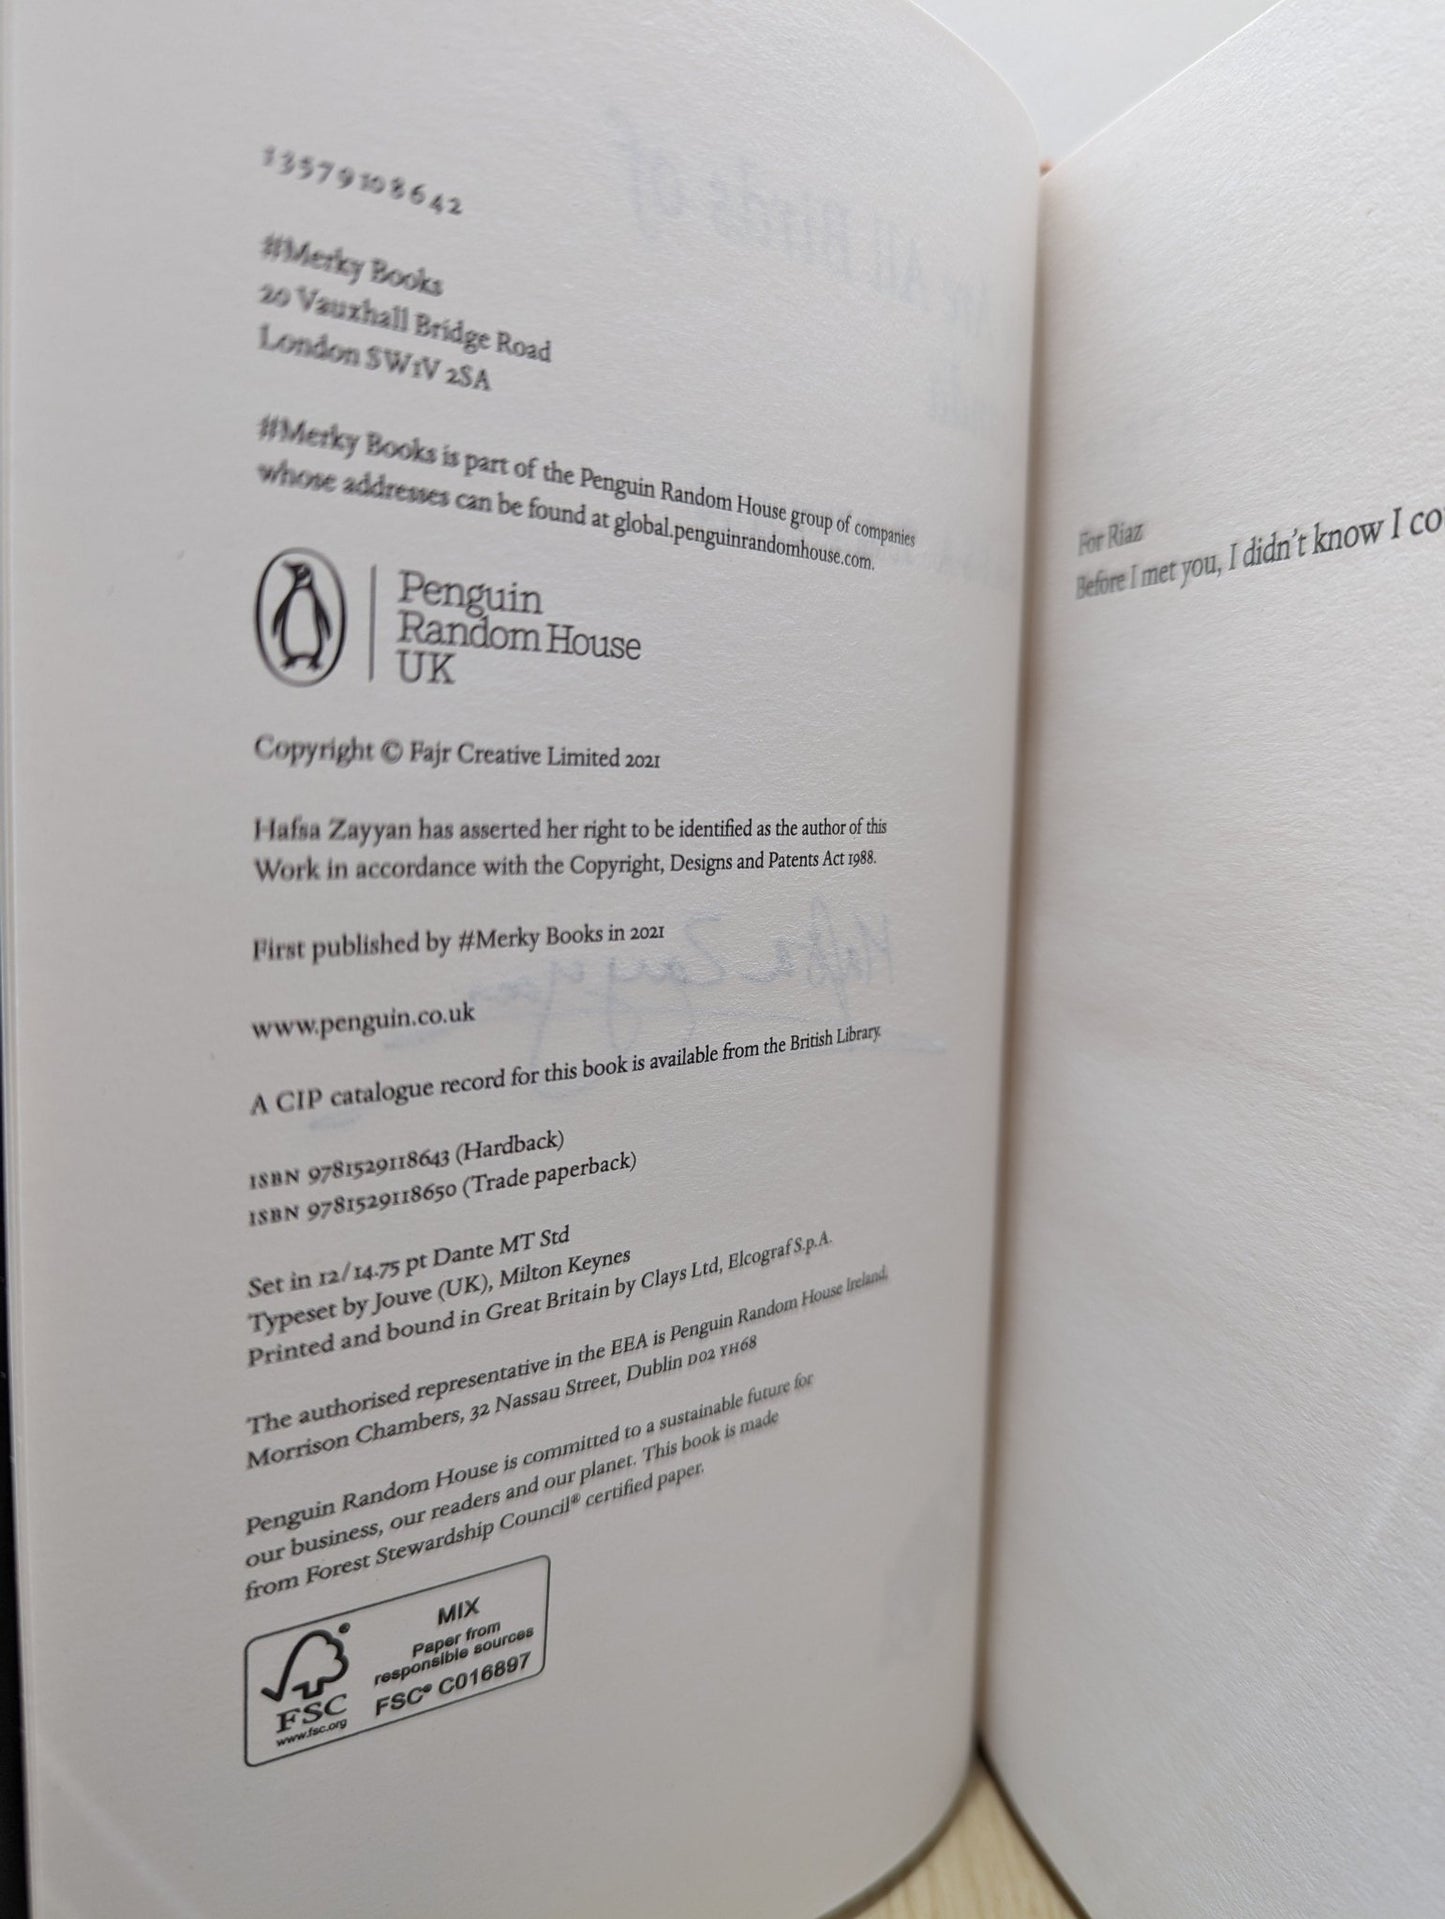 1 3 5 7 9 10 8 6 4 2
#Merky Books
20 Vauxhall Bridge Road
London SW1V 2SA
#Merky Books is part of the Penguin Random House group of companies
whose addresses can be found at global.penguinrandomhouse.com.
Penguin
Random House
UK
Copyright © Fajr Creative Limited 2021
Hafsa Zayyan has asserted her right to be identified as the author of this
Work in accordance with the Copyright, Designs and Patents Act 1988.
First published by #Merky Books in 2021
www.penguin.co.uk
A CIP catalogue record for this book is available from the British Library.
ISBN 9781529118643 (Hardback)
ISBN 9781529118650 (Trade paperback)
Set in 12/14.75 pt Dante MT Std
Typeset by Jouve (UK), Milton Keynes
Printed and bound in Great Britain by Clays Ltd, Elcograf S.p.A.
The authorised representative in the EEA is Penguin Random House Ireland,
Morrison Chambers, 32 Nassau Street, Dublin D02 YH68
Penguin Random House is committed to a sustainable future for
our business, our readers and our planet. This book is made
from Forest Stewardship Council® certified paper.
FSC
www.fsc.org
MIX
Paper from
responsible sources
FSC® C016897
For Riaz
Before I met you, I didn't know I co